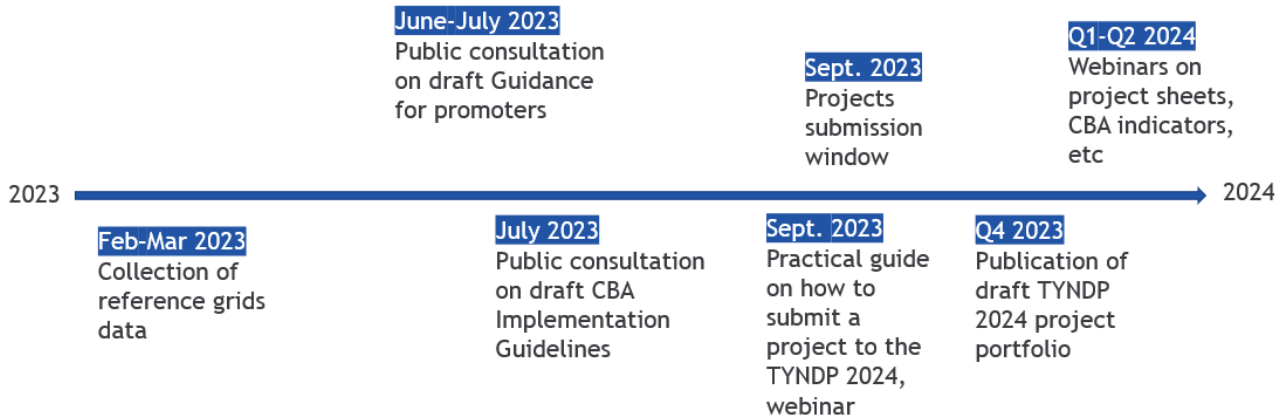 June-July 2023
Public consultation
on draft Guidance
for promoters
Sept. 2023
Projects
submission
window
Q1-Q2 2024
Webinars on
project sheets,
CBA indicators,
etc
2023
2024
Feb-Mar 2023
Collection of
reference grids
data
July 2023
Public consultation
on draft CBA
Implementation
Guidelines
Sept. 2023
Practical guide
on how to
submit a
project to the
TYNDP 2024,
webinar
Q4 2023
Publication of
draft TYNDP
2024 project
portfolio